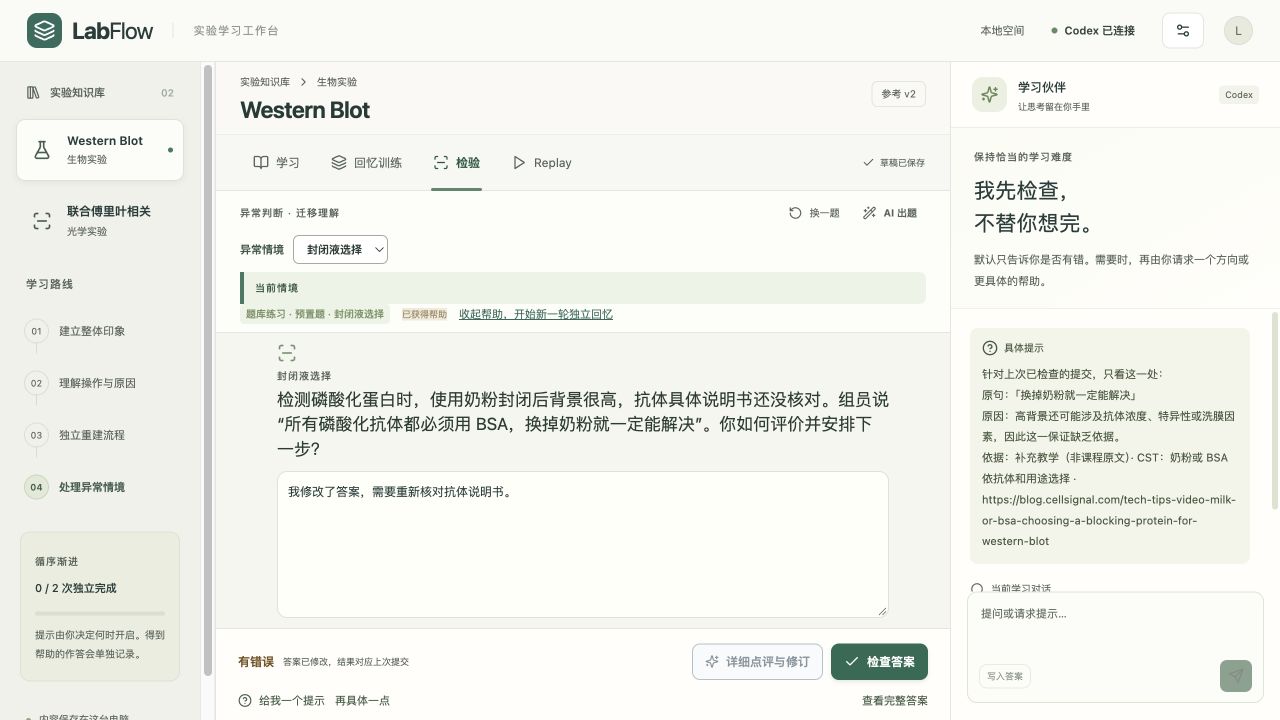 LabFlow
实验学习工作台
本地空间
Codex 已连接
L
实验知识库 02
Western Blot
生物实验
联合傅里叶相关
光学实验
学习路线
01 建立整体印象
02 理解操作与原因
03 独立重建流程
04 处理异常情境
循序渐进
0 / 2 次独立完成
提示由你决定何时开启。得到
帮助的作答会单独记录。
内容保存在这台电脑
实验知识库 > 生物实验
Western Blot
参考 v2
学习
回忆训练
检验
Replay
草稿已保存
异常判断 · 迁移理解
换一题
AI 出题
异常情境 封闭液选择
当前情境
题库练习 · 预置题 · 封闭液选择 已获得帮助 收起帮助，开始新一轮独立回忆
封闭液选择
检测磷酸化蛋白时，使用奶粉封闭后背景很高，抗体具体说明书还没核对。组员说
“所有磷酸化抗体都必须用 BSA，换掉奶粉就一定能解决”。你如何评价并安排下
一步？
我修改了答案，需要重新核对抗体说明书。
有错误 答案已修改，结果对应上次提交
详细点评与修订
检查答案
给我一个提示 再具体一点
查看完整答案
学习伙伴
让思考留在你手里
Codex
保持恰当的学习难度
我先检查，
不替你想完。
默认只告诉你是否有错。需要时，再由你请求一个方向或
更具体的帮助。
具体提示
针对上次已检查的提交，只看这一处：
原句：「换掉奶粉就一定能解决」
原因：高背景还可能涉及抗体浓度、特异性或洗膜因
素，因此这一保证缺乏依据。
依据：补充教学（非课程原文）· CST：奶粉或 BSA
依抗体和用途选择 ·
https://blog.cellsignal.com/tech-tips-video-milk-
or-bsa-choosing-a-blocking-protein-for-
western-blot
当前学习对话
提问或请求提示…
写入答案